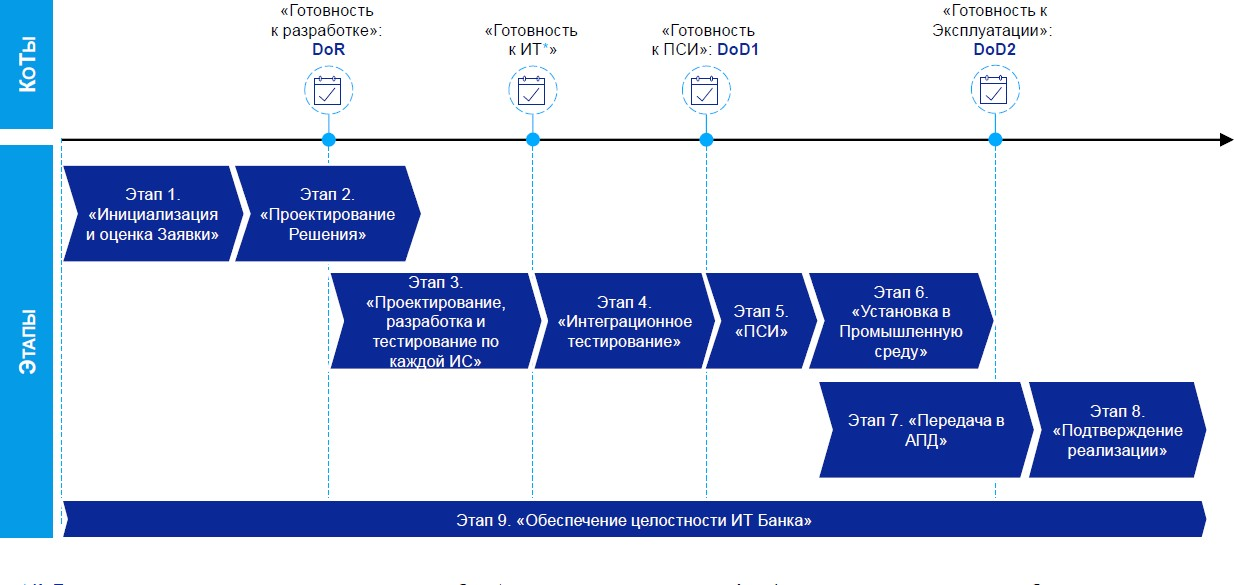 КОТЫ
«Готовность
к разработке»:
DoR
«Готовность
к ИТ*»
«Готовность
к ПСИ»: DoD1
«Готовность к
Эксплуатации»:
DoD2
ЭТАПЫ
Этап 1.
«Инициализация
и оценка Заявки»
Этап 2.
«Проектирование
Решения»
Этап 3.
«Проектирование,
разработка и
тестирование по
каждой ИС»
Этап 4.
«Интеграционное
тестирование»
Этап 5.
«ПСИ»
Этап 6.
«Установка в
Промышленную
среду»
Этап 7. «Передача в
АПД»
Этап 8.
«Подтверждение
реализации»
Этап 9. «Обеспечение целостности ИТ Банка»